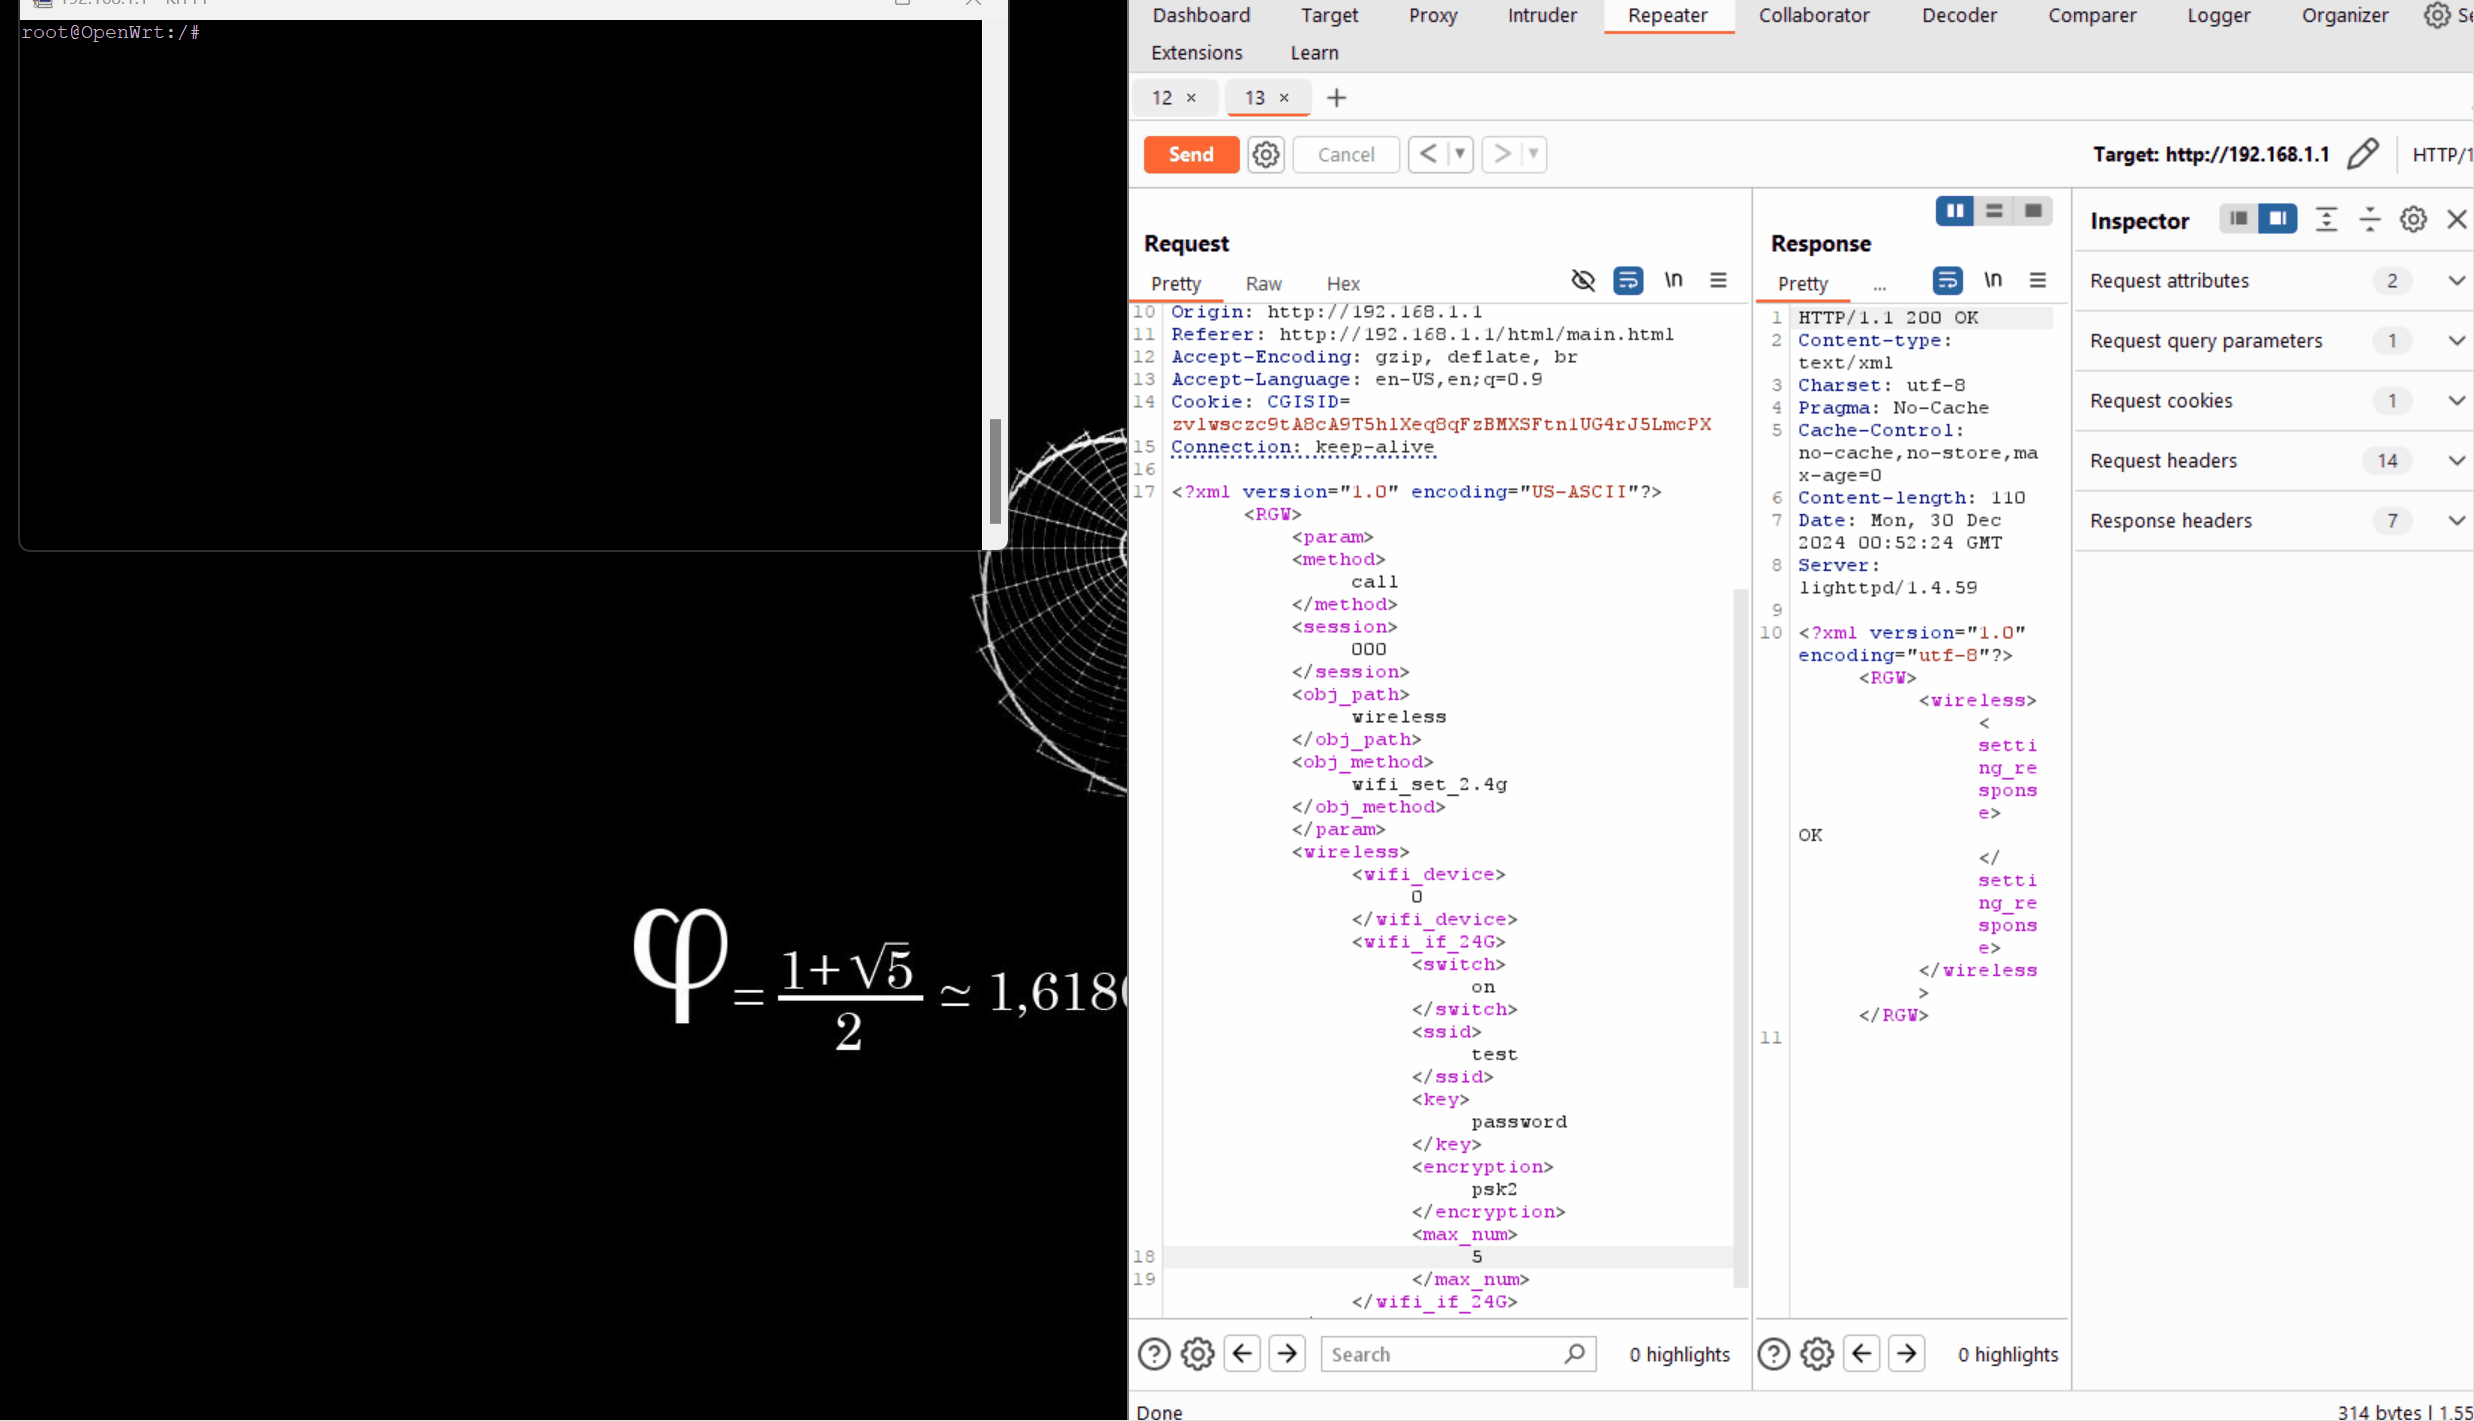 192.168.1.1 - KiTTY
root@OpenWrt:/#
φ = 1+√5 / 2 ≃ 1,618
Dashboard Target Proxy Intruder Repeater Collaborator Decoder Comparer Logger Organizer
Extensions Learn
12 × 13 × +
Send Cancel < ▼ > ▼ Target: http://192.168.1.1 HTTP/1
Request
Pretty Raw Hex \n
10 Origin: http://192.168.1.1
11 Referer: http://192.168.1.1/html/main.html
12 Accept-Encoding: gzip, deflate, br
13 Accept-Language: en-US,en;q=0.9
14 Cookie: CGISID=
zvlwsczc9tA8cA9T5hlXeq8qFzBMXSFtn1UG4rJ5LmcPX
15 Connection: keep-alive
16
17 <?xml version="1.0" encoding="US-ASCII"?>
<RGW>
<param>
<method>
call
</method>
<session>
000
</session>
<obj_path>
wireless
</obj_path>
<obj_method>
wifi_set_2.4g
</obj_method>
</param>
<wireless>
<wifi_device>
0
</wifi_device>
<wifi_if_24G>
<switch>
on
</switch>
<ssid>
test
</ssid>
<key>
password
</key>
<encryption>
psk2
</encryption>
<max_num>
18 5
19 </max_num>
</wifi_if_24G>
Search 0 highlights
Response
Pretty ... \n
1 HTTP/1.1 200 OK
2 Content-type:
text/xml
3 Charset: utf-8
4 Pragma: No-Cache
5 Cache-Control:
no-cache,no-store,ma
x-age=0
6 Content-length: 110
7 Date: Mon, 30 Dec
2024 00:52:24 GMT
8 Server:
lighttpd/1.4.59
9
10 <?xml version="1.0"
encoding="utf-8"?>
<RGW>
<wireless>
<
setti
ng_re
spons
e>
OK
</
setti
ng_re
spons
e>
</wireless
>
</RGW>
11
0 highlights
Inspector
Request attributes 2
Request query parameters 1
Request cookies 1
Request headers 14
Response headers 7
Done
314 bytes | 1,55